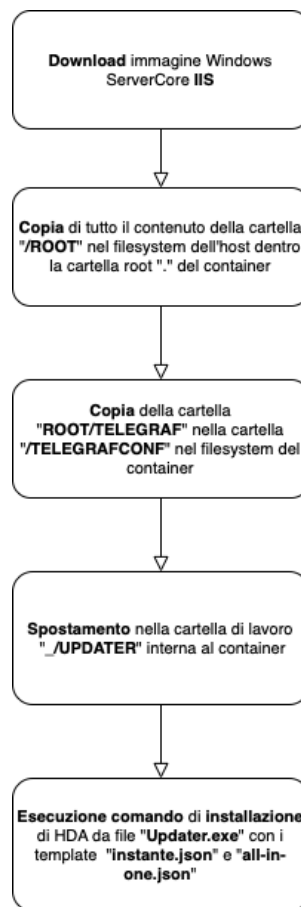 Download immagine Windows
ServerCore IIS
Copia di tutto il contenuto della cartella
"/ROOT" nel filesystem dell'host dentro
la cartella root "." del container
Copia della cartella
"ROOT/TELEGRAF" nella cartella
"/TELEGRAFCONF" nel filesystem del
container
Spostamento nella cartella di lavoro
"_/UPDATER" interna al container
Esecuzione comando di installazione
di HDA da file "Updater.exe" con i
template "instante.json" e "all-in-
one.json"